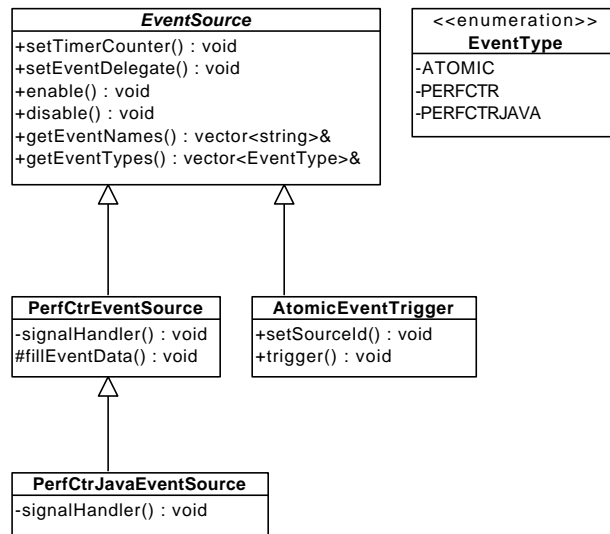 EventSource
+setTimerCounter() : void
+setEventDelegate() : void
+enable() : void
+disable() : void
+getEventNames() : vector<string>&
+getEventTypes() : vector<EventType>&
<<enumeration>>
EventType
-ATOMIC
-PERFCTR
-PERFCTRJAVA
PerfCtrEventSource
-signalHandler() : void
#fillEventData() : void
AtomicEventTrigger
+setSourceId() : void
+trigger() : void
PerfCtrJavaEventSource
-signalHandler() : void